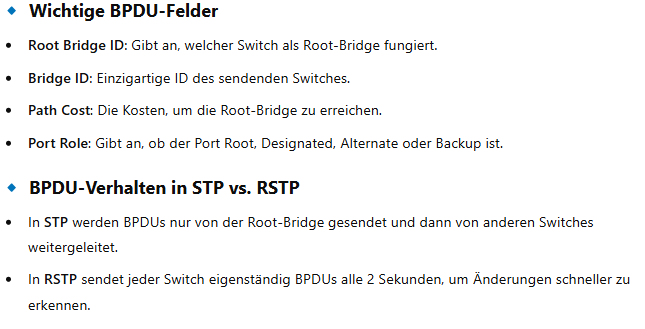 Wichtige BPDU-Felder
Root Bridge ID: Gibt an, welcher Switch als Root-Bridge fungiert.
Bridge ID: Einzigartige ID des sendenden Switches.
Path Cost: Die Kosten, um die Root-Bridge zu erreichen.
Port Role: Gibt an, ob der Port Root, Designated, Alternate oder Backup ist.
BPDU-Verhalten in STP vs. RSTP
In STP werden BPDUs nur von der Root-Bridge gesendet und dann von anderen Switches
weitergeleitet.
In RSTP sendet jeder Switch eigenständig BPDUs alle 2 Sekunden, um Änderungen schneller zu
erkennen.